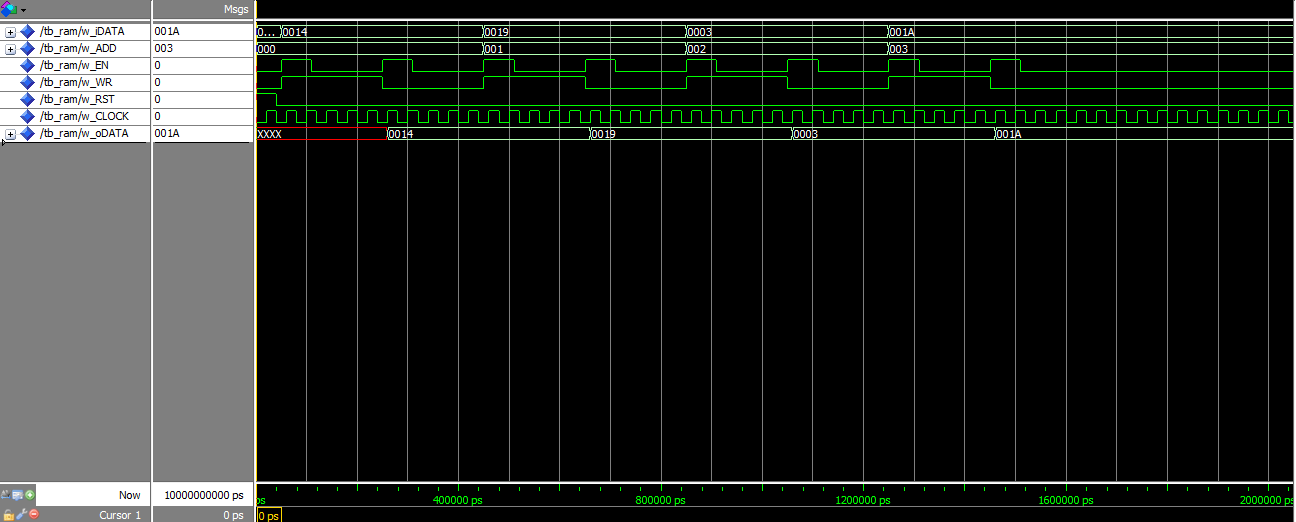 Msgs
/tb_ram/w_iDATA 001A 0... 0014 0019 0003 001A
/tb_ram/w_ADD 003 000 001 002 003
/tb_ram/w_EN 0
/tb_ram/w_WR 0
/tb_ram/w_RST 0
/tb_ram/w_CLOCK 0
/tb_ram/w_oDATA 001A XXXX 0014 0019 0003 001A
Now 10000000000 ps ps 400000 ps 800000 ps 1200000 ps 1600000 ps 2000000 ps
Cursor 1 0 ps 0 ps